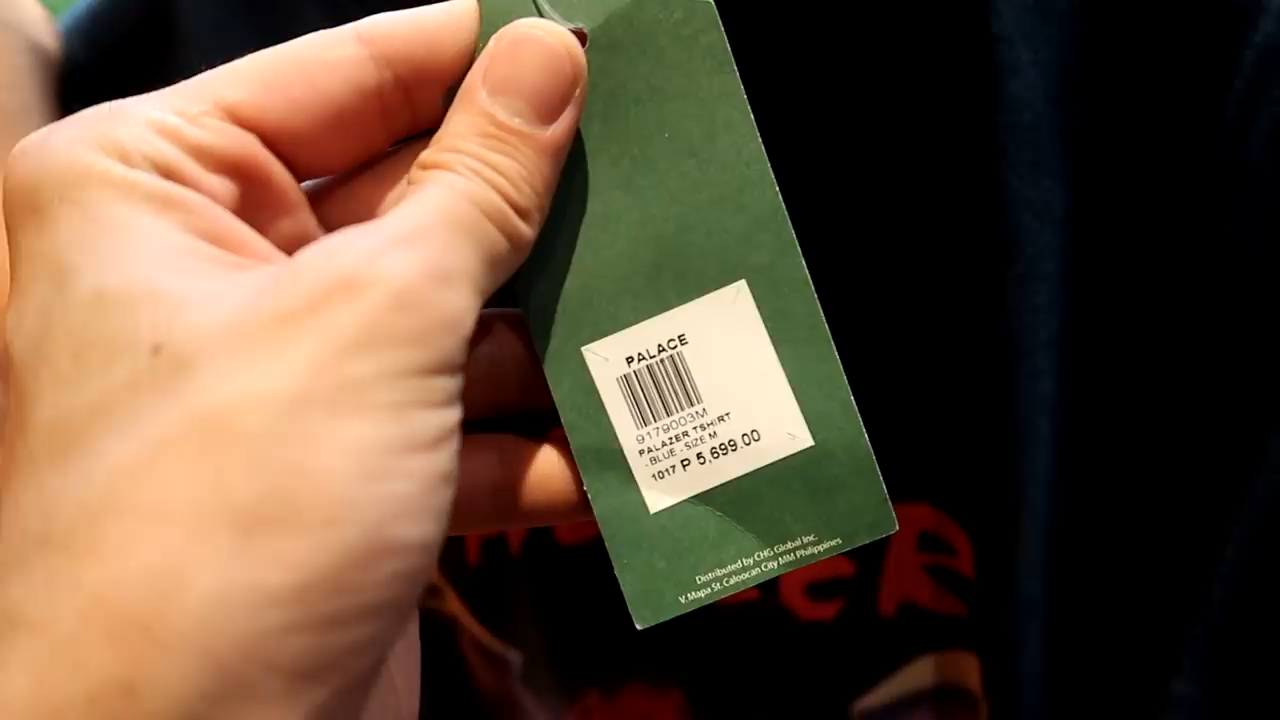 PALACE
9179003M
PALAZER TSHIRT
- BLUE - SIZE M
1017 P 5,699.00
Distributed by CHG Global Inc.
V. Mapa St. Caloocan City MM Philippines